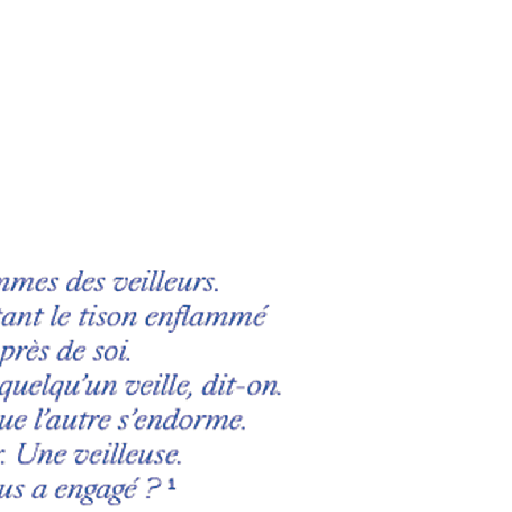 mmes des veilleurs.
tant le tison enflammé
près de soi.
quelqu'un veille, dit-on.
ue l'autre s'endorme.
. Une veilleuse.
us a engagé ? ¹